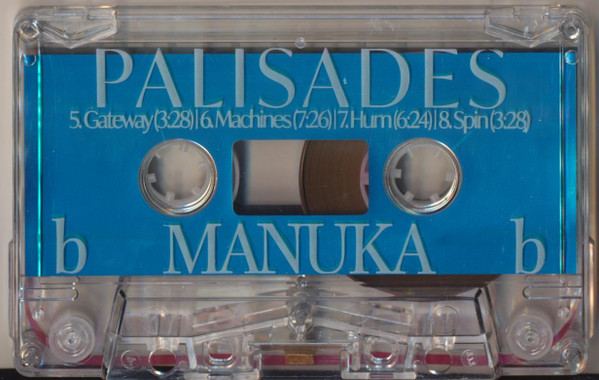 PALISADES
5. Gateway (3:28) | 6. Machines (7:26) | 7. Hum (6:24) | 8. Spin (3:28)
b MANUKA b